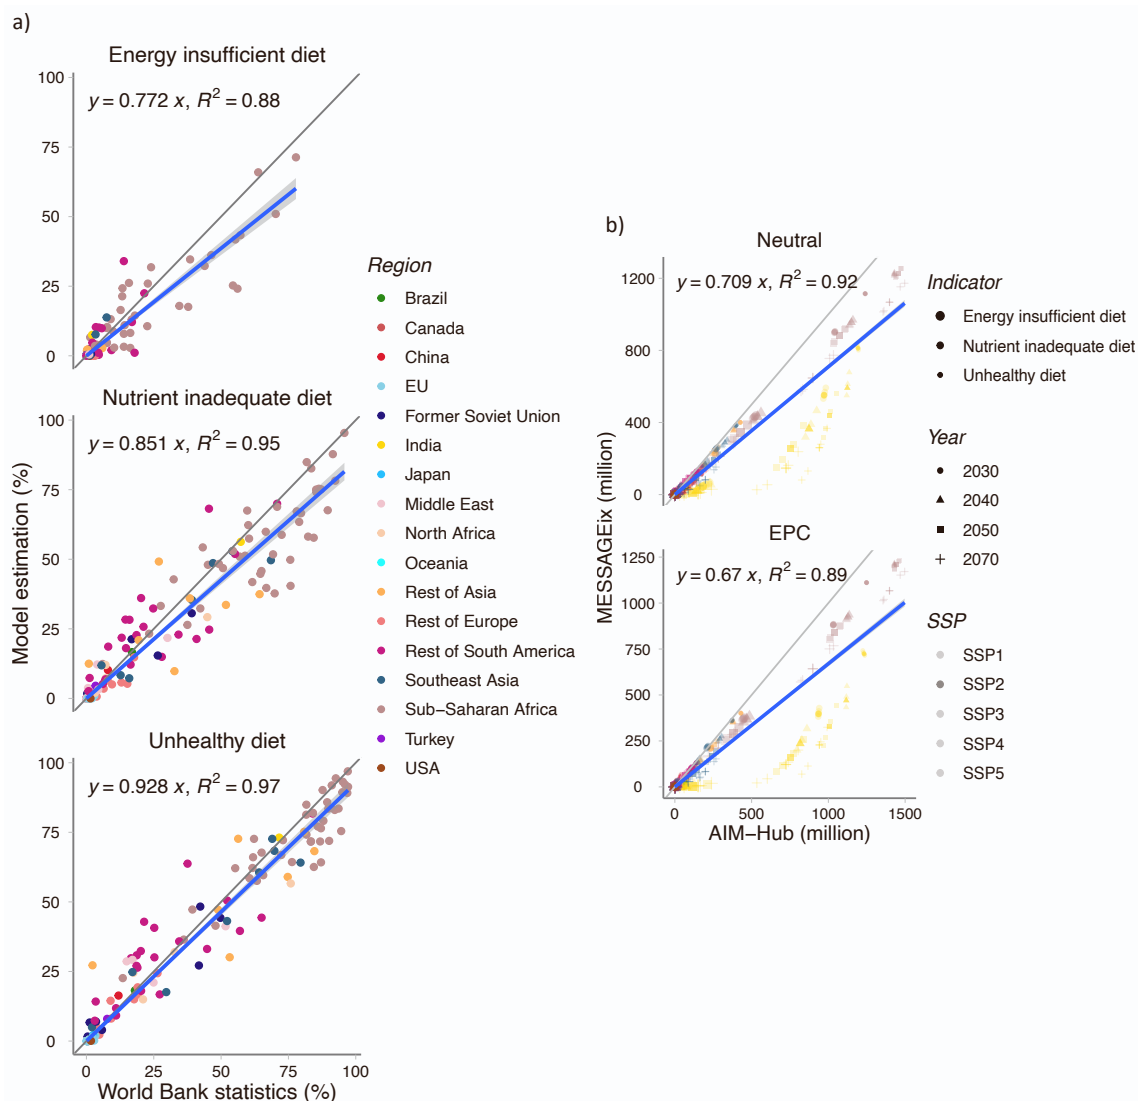 a)
Energy insufficient diet
100
y = 0.772 x, R² = 0.88
75
50
25
0
Nutrient inadequate diet
100
y = 0.851 x, R² = 0.95
75
50
25
0
Unhealthy diet
100
y = 0.928 x, R² = 0.97
75
50
25
0
0 25 50 75 100
World Bank statistics (%)
Model estimation (%)
Region
Brazil
Canada
China
EU
Former Soviet Union
India
Japan
Middle East
North Africa
Oceania
Rest of Asia
Rest of Europe
Rest of South America
Southeast Asia
Sub−Saharan Africa
Turkey
USA
b)
Neutral
1200
y = 0.709 x, R² = 0.92
800
400
0
EPC
1250
y = 0.67 x, R² = 0.89
1000
750
500
250
0
0 500 1000 1500
AIM−Hub (million)
MESSAGEix (million)
Indicator
Energy insufficient diet
Nutrient inadequate diet
Unhealthy diet
Year
2030
2040
2050
2070
SSP
SSP1
SSP2
SSP3
SSP4
SSP5